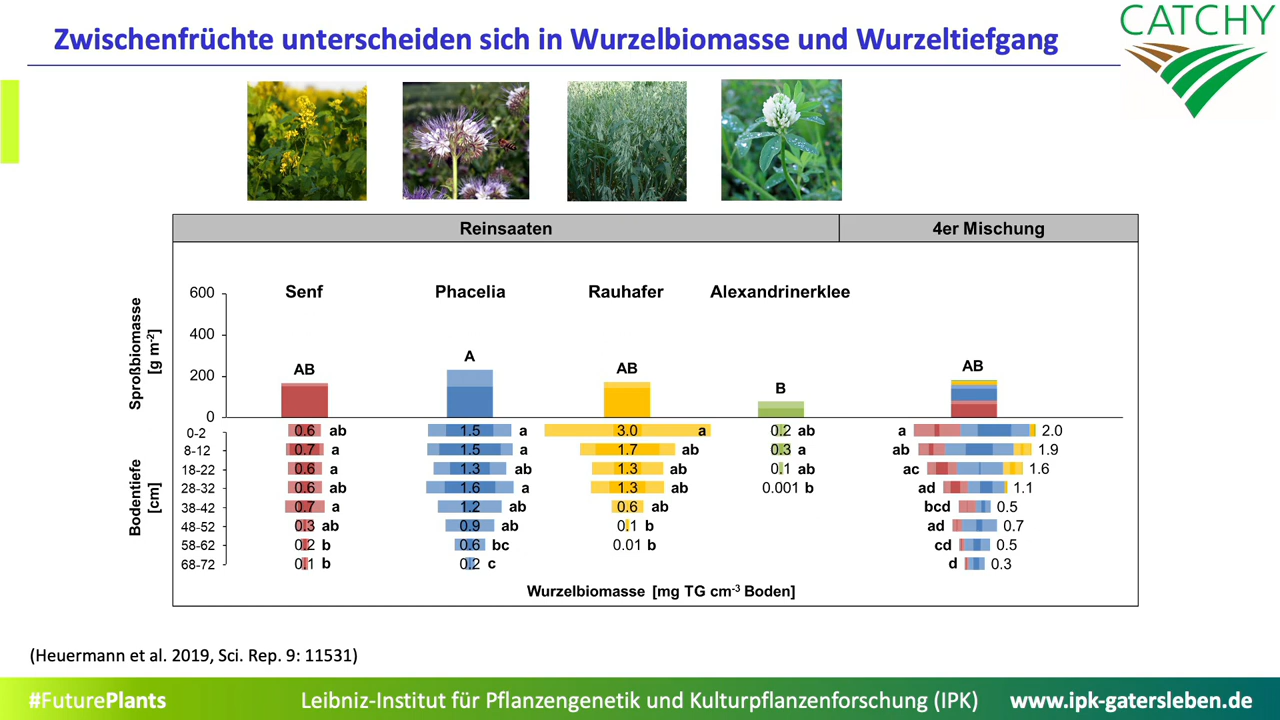 Zwischenfrüchte unterscheiden sich in Wurzelbiomasse und Wurzeltiefgang
CATCHY
Reinsaaten 4er Mischung
Sproßbiomasse
[g m-2]
600
400
200
0
Senf Phacelia Rauhafer Alexandrinerklee
AB A AB B AB
Bodentiefe
[cm]
0-2 0.6 ab 1.5 a 3.0 a 0.2 ab a 2.0
8-12 0.7 a 1.5 a 1.7 ab 0.3 a ab 1.9
18-22 0.6 a 1.3 ab 1.3 ab 0.1 ab ac 1.6
28-32 0.6 ab 1.6 a 1.3 ab 0.001 b ad 1.1
38-42 0.7 a 1.2 ab 0.6 ab bcd 0.5
48-52 0.3 ab 0.9 ab 0.1 b ad 0.7
58-62 0.2 b 0.6 bc 0.01 b cd 0.5
68-72 0.1 b 0.2 c d 0.3
Wurzelbiomasse [mg TG cm-3 Boden]
(Heuermann et al. 2019, Sci. Rep. 9: 11531)
#FuturePlants Leibniz-Institut für Pflanzengenetik und Kulturpflanzenforschung (IPK) www.ipk-gatersleben.de